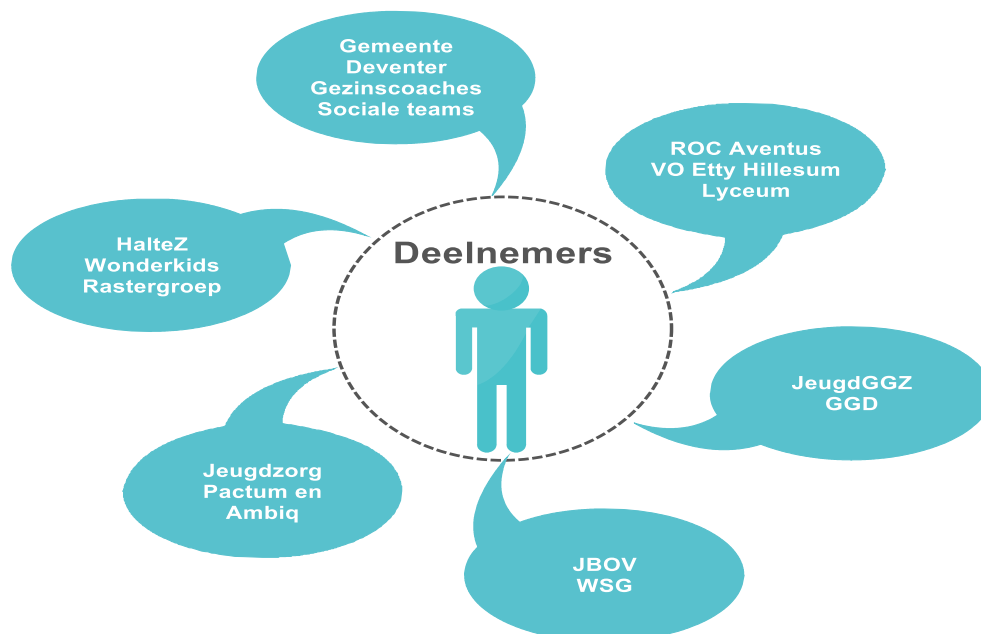 Gemeente
Deventer
Gezinscoaches
Sociale teams
ROC Aventus
VO Etty Hillesum
Lyceum
HalteZ
Wonderkids
Rastergroep
Deelnemers
JeugdGGZ
GGD
Jeugdzorg
Pactum en
Ambiq
JBOV
WSG